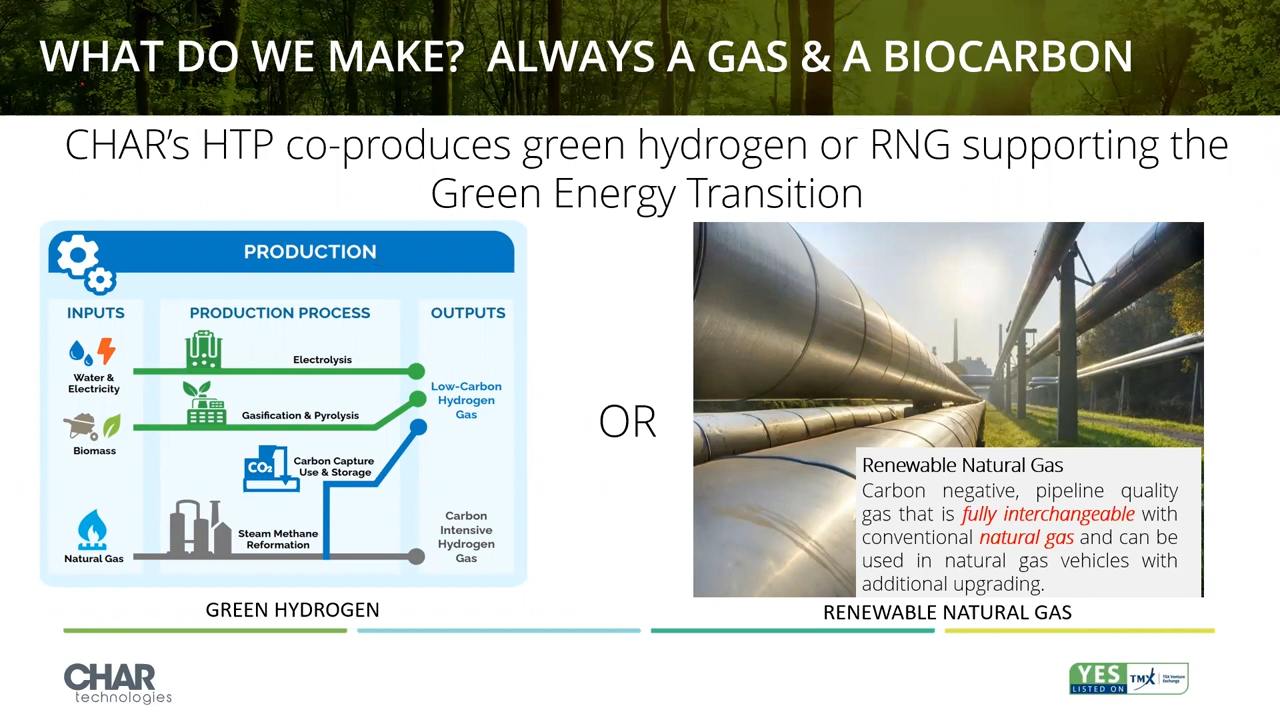 WHAT DO WE MAKE? ALWAYS A GAS & A BIOCARBON
CHAR's HTP co-produces green hydrogen or RNG supporting the
Green Energy Transition
PRODUCTION
INPUTS
PRODUCTION PROCESS
OUTPUTS
Water &
Electricity
Electrolysis
Low-Carbon
Hydrogen
Gas
Biomass
Gasification & Pyrolysis
CO₂
Carbon Capture
Use & Storage
Natural Gas
Steam Methane
Reformation
Carbon
Intensive
Hydrogen
Gas
GREEN HYDROGEN
OR
Renewable Natural Gas
Carbon negative, pipeline quality
gas that is fully interchangeable with
conventional natural gas and can be
used in natural gas vehicles with
additional upgrading.
RENEWABLE NATURAL GAS
CHAR
technologies
YES
LISTED ON
TMX
TSX Venture
Exchange